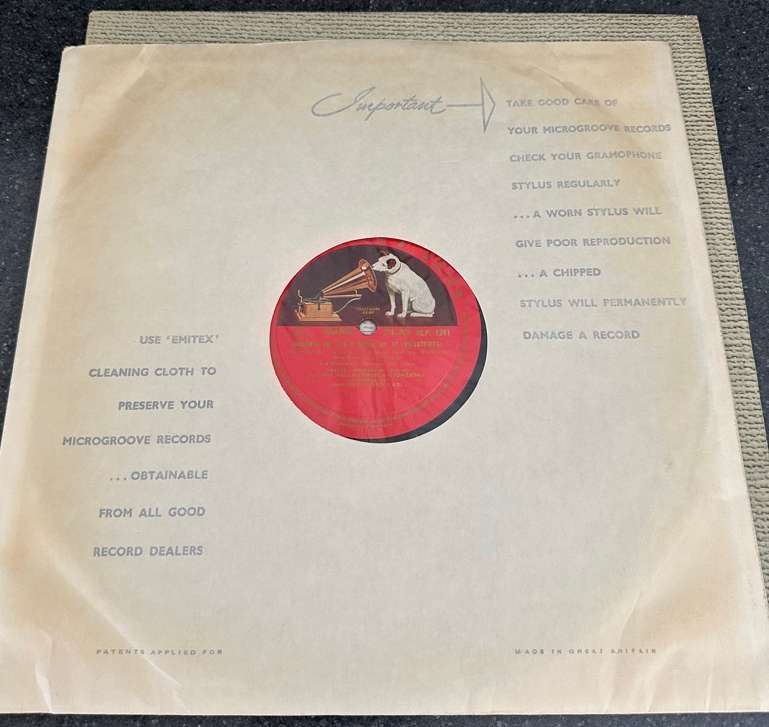 Important
TAKE GOOD CARE OF
YOUR MICROGROOVE RECORDS
CHECK YOUR GRAMOPHONE
STYLUS REGULARLY
...A WORN STYLUS WILL
GIVE POOR REPRODUCTION
...A CHIPPED
STYLUS WILL PERMANENTLY
DAMAGE A RECORD
USE 'EMITEX'
CLEANING CLOTH TO
PRESERVE YOUR
MICROGROOVE RECORDS
...OBTAINABLE
FROM ALL GOOD
RECORD DEALERS
PATENTS APPLIED FOR
MADE IN GREAT BRITAIN